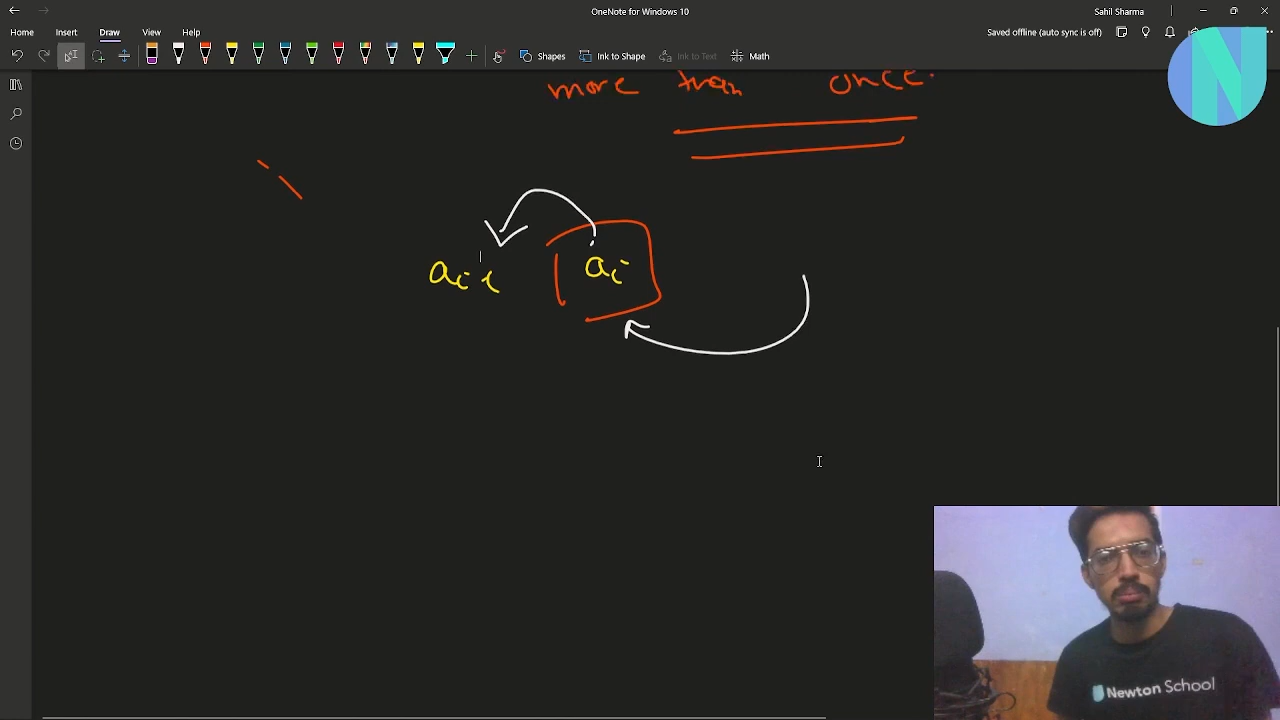 OneNote for Windows 10
Sahil Sharma
Home Insert Draw View Help
Saved offline (auto sync is off)
Shapes Ink to Shape Ink to Text Math
more than once.
ai-1 ai
Newton School